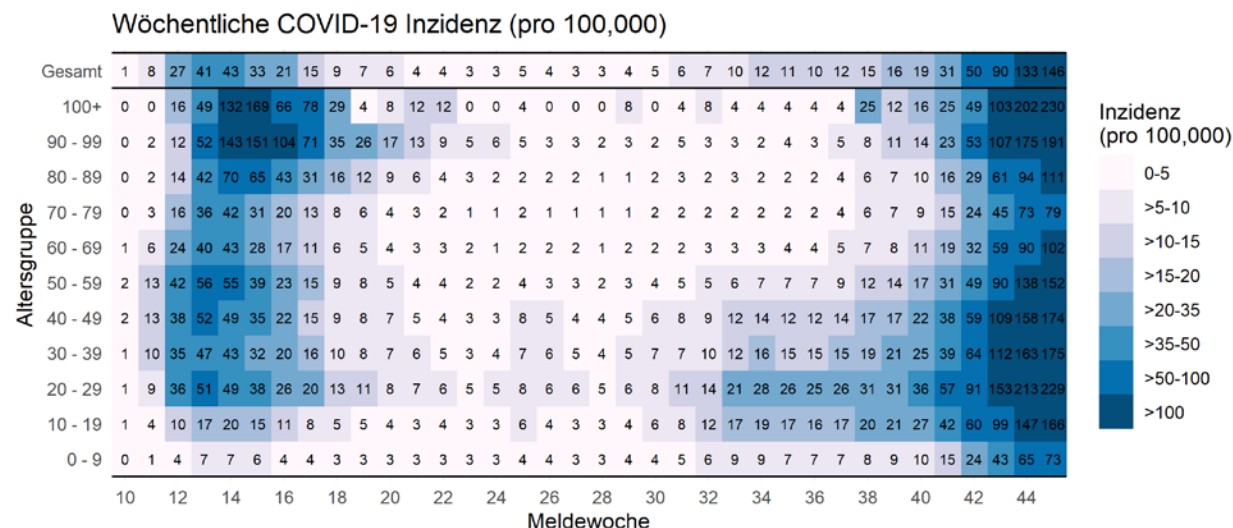 Wöchentliche COVID-19 Inzidenz (pro 100,000)
Gesamt 1 8 27 41 43 33 21 15 9 7 6 4 4 3 3 5 4 3 3 4 5 6 7 10 12 11 10 12 15 16 19 31 50 90 133 146
100+ 0 0 16 49 132 169 66 78 29 4 8 12 12 0 0 4 0 0 0 8 0 4 8 4 4 4 4 4 25 12 16 25 49 103 202 230
90 - 99 0 2 12 52 143 151 104 71 35 26 17 13 9 5 6 5 3 3 2 3 2 5 3 3 2 4 3 5 8 11 14 23 53 107 175 191
80 - 89 0 2 14 42 70 65 43 31 16 12 9 6 4 3 2 2 2 2 1 1 2 3 2 3 2 2 2 4 6 7 10 16 29 61 94 111
70 - 79 0 3 16 36 42 31 20 13 8 6 4 3 2 1 1 2 1 1 1 1 2 2 2 2 2 2 2 4 6 7 9 15 24 45 73 79
60 - 69 1 6 24 40 43 28 17 11 6 5 4 3 3 2 1 2 2 2 1 2 2 2 3 3 3 4 4 5 7 8 11 19 32 59 90 102
50 - 59 2 13 42 56 55 39 23 15 9 8 5 4 4 2 2 4 3 3 2 3 4 5 5 6 7 7 7 9 12 14 17 31 49 90 138 152
40 - 49 2 13 38 52 49 35 22 15 9 8 7 5 4 3 3 8 5 4 4 5 6 8 9 12 14 12 12 14 17 17 22 38 59 109 158 174
30 - 39 1 10 35 47 43 32 20 16 10 8 7 6 5 3 4 7 6 5 4 5 7 7 10 12 16 15 15 15 19 21 25 39 64 112 163 175
20 - 29 1 9 36 51 49 38 26 20 13 11 8 7 6 5 5 8 6 6 5 6 8 11 14 21 28 26 25 26 31 31 36 57 91 153 213 229
10 - 19 1 4 10 17 20 15 11 8 5 5 4 3 4 3 3 6 4 3 3 4 6 8 12 17 19 17 16 17 20 21 27 42 60 99 147 166
0 - 9 0 1 4 7 7 6 4 4 3 3 3 3 3 3 3 4 4 3 3 4 4 5 6 9 9 7 7 7 8 9 10 15 24 43 65 73
10 12 14 16 18 20 22 24 26 28 30 32 34 36 38 40 42 44
Meldewoche
Altersgruppe
Inzidenz
(pro 100,000)
0-5
>5-10
>10-15
>15-20
>20-35
>35-50
>50-100
>100